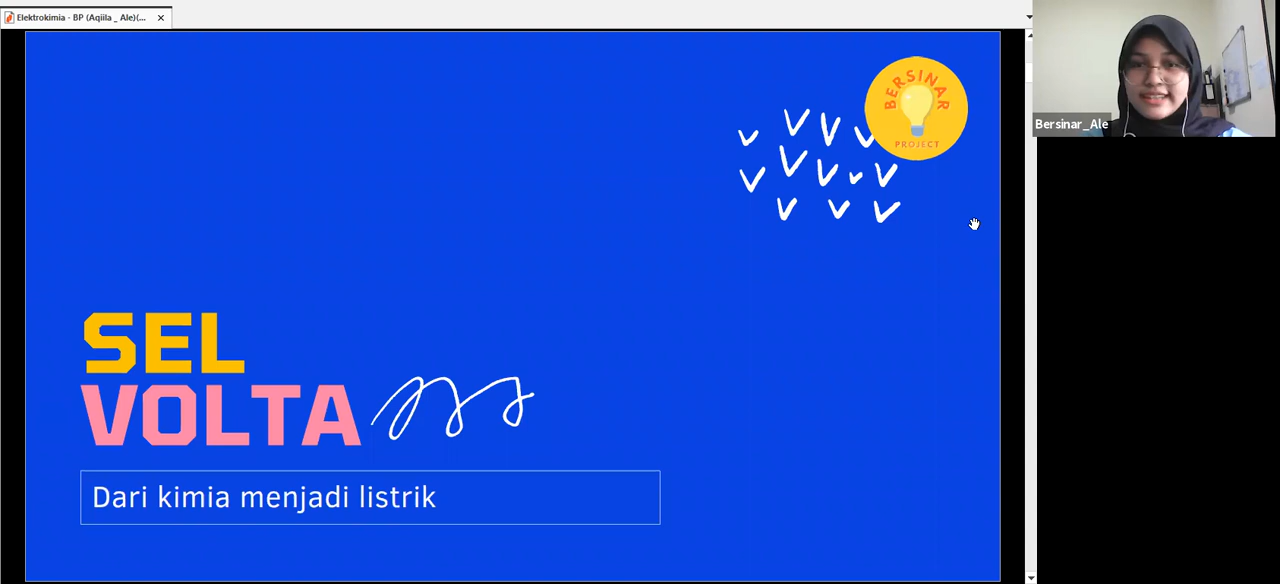 Elektrokimia - BP (Aqiila _ Ale)(...
BERSINAR
PROJECT
Bersinar_Ale
SEL
VOLTA
Dari kimia menjadi listrik